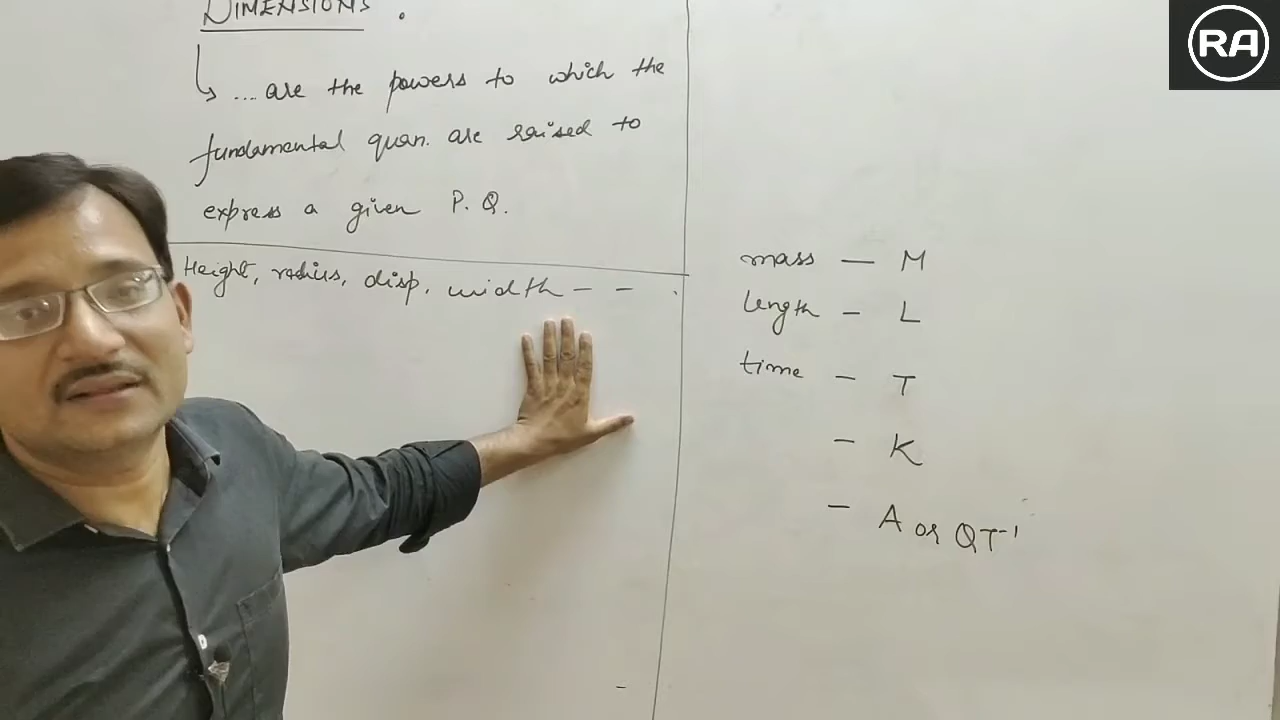 DIMENSIONS.
... are the powers to which the
fundamental quan. are raised to
express a given P.Q.
Height, radius, disp. width - - .
mass — M
length - L
time - T
- K
- A or QT-1
RA